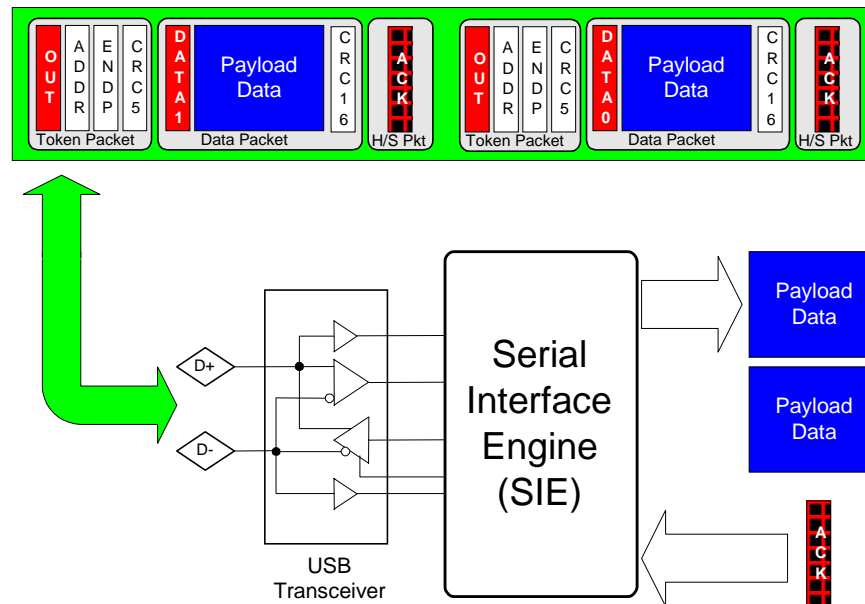 OUT ADDR ENDP CRC5 DATA1 Payload Data CRC16 ACK OUT ADDR ENDP CRC5 DATA0 Payload Data CRC16 ACK
Token Packet Data Packet H/S Pkt Token Packet Data Packet H/S Pkt
D+
D-
USB
Transceiver
Serial
Interface
Engine
(SIE)
Payload
Data
Payload
Data
ACK